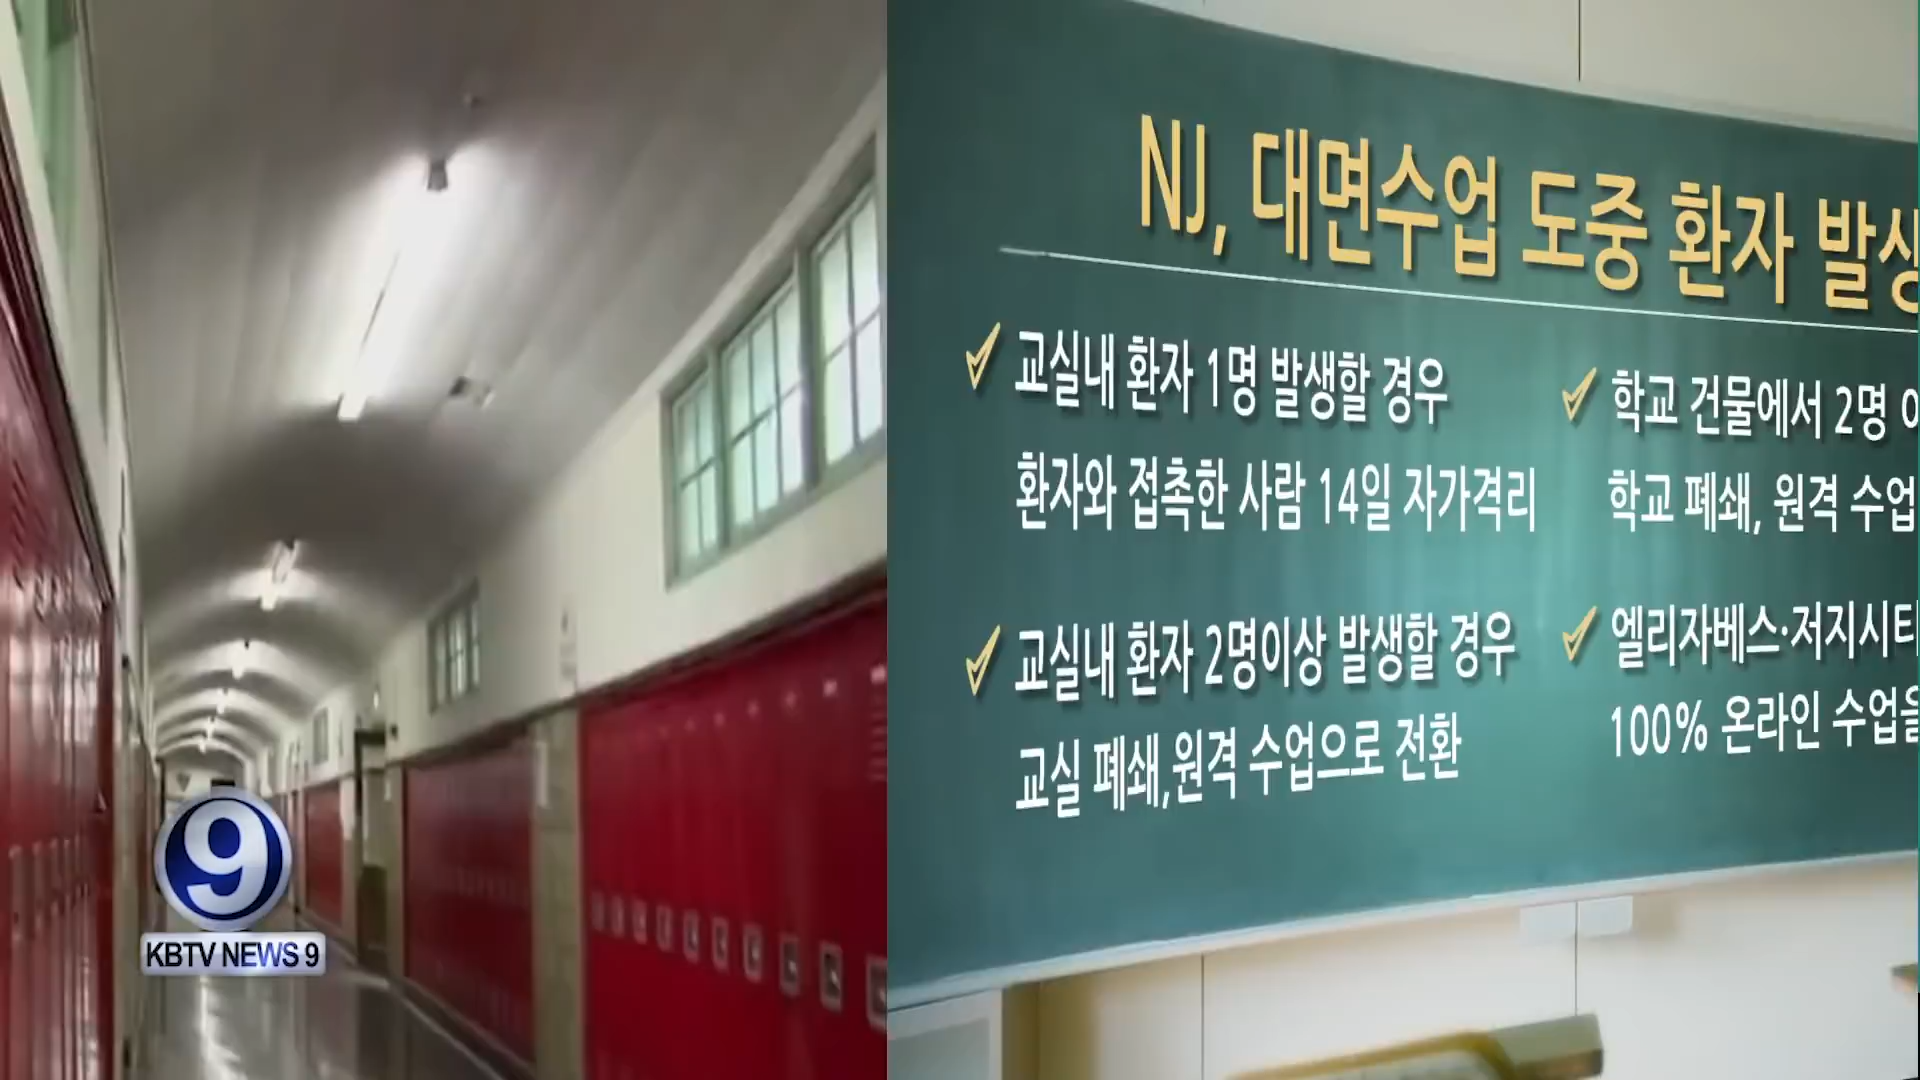 NJ, 대면수업 도중 환자
교실내 환자 1명 발생할 경우
환자와 접촉한 사람 14일 자가격리
교실내 환자 2명이상 발생할 경우
교실 폐쇄,원격 수업으로 전환
학교 건물에서 2명
학교 폐쇄, 원격 수업
엘리자베스·저지시티
100% 온라인 수업을
9
KBTV NEWS 9